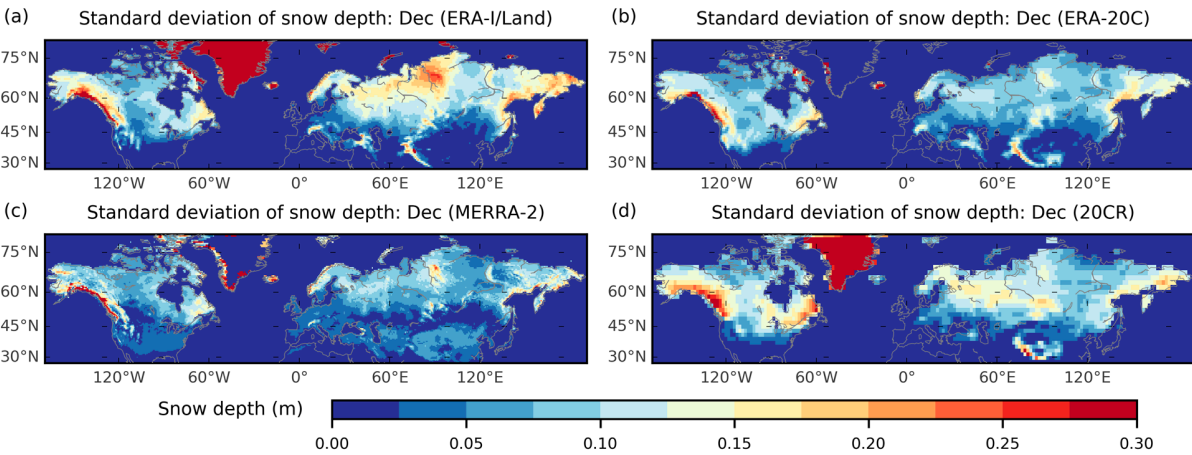 (a) Standard deviation of snow depth: Dec (ERA-I/Land)
75°N
60°N
45°N
30°N
120°W 60°W 0° 60°E 120°E
(b) Standard deviation of snow depth: Dec (ERA-20C)
75°N
60°N
45°N
30°N
120°W 60°W 0° 60°E 120°E
(c) Standard deviation of snow depth: Dec (MERRA-2)
75°N
60°N
45°N
30°N
120°W 60°W 0° 60°E 120°E
(d) Standard deviation of snow depth: Dec (20CR)
75°N
60°N
45°N
30°N
120°W 60°W 0° 60°E 120°E
Snow depth (m)
0.00 0.05 0.10 0.15 0.20 0.25 0.30